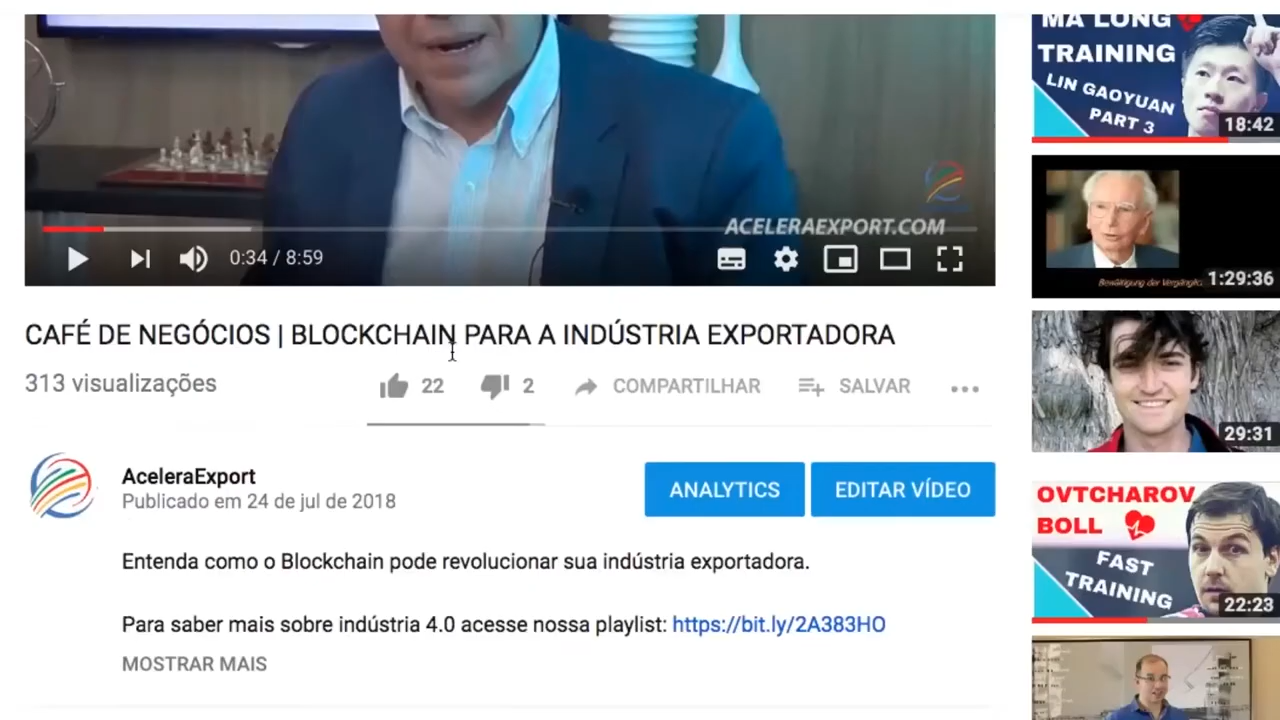 ACELERAEXPORT.COM
0:34 / 8:59
CAFÉ DE NEGÓCIOS | BLOCKCHAIN PARA A INDÚSTRIA EXPORTADORA
313 visualizações
22
2
COMPARTILHAR
SALVAR
AceleraExport
Publicado em 24 de jul de 2018
ANALYTICS
EDITAR VÍDEO
Entenda como o Blockchain pode revolucionar sua indústria exportadora.
Para saber mais sobre indústria 4.0 acesse nossa playlist: https://bit.ly/2A383HO
MOSTRAR MAIS
MA LONG
TRAINING
LIN GAOYUAN
PART 3
18:42
Bewältigung der
1:29:36
29:31
OVTCHAROV
BOLL
FAST
TRAINING
22:23